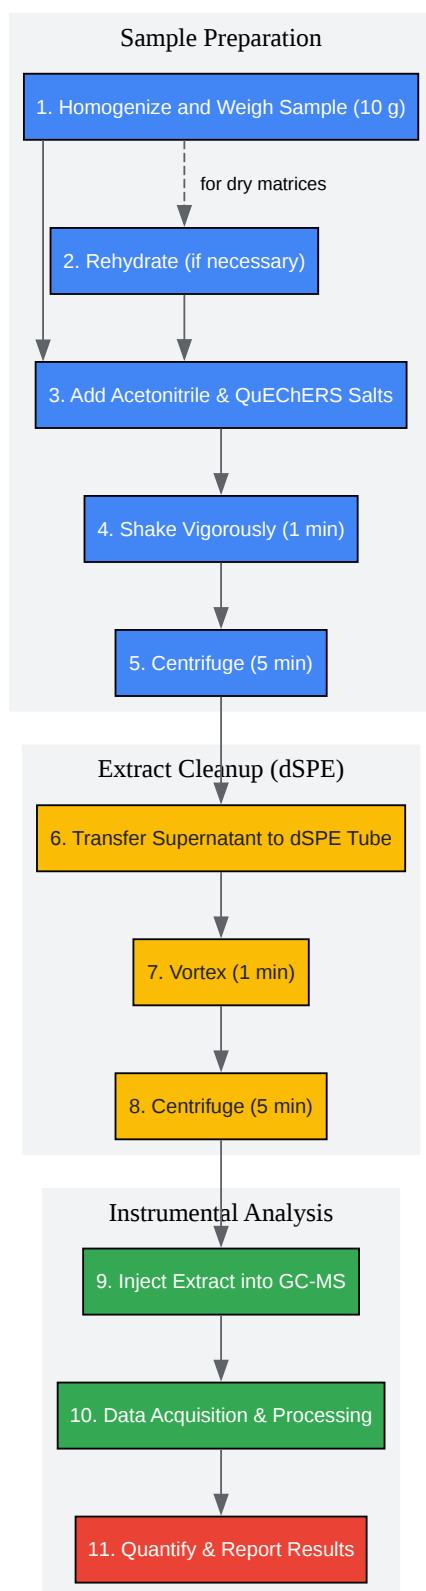 Sample Preparation
1. Homogenize and Weigh Sample (10 g)
for dry matrices
2. Rehydrate (if necessary)
3. Add Acetonitrile & QuEChERS Salts
4. Shake Vigorously (1 min)
5. Centrifuge (5 min)
Extract Cleanup (dSPE)
6. Transfer Supernatant to dSPE Tube
7. Vortex (1 min)
8. Centrifuge (5 min)
Instrumental Analysis
9. Inject Extract into GC-MS
10. Data Acquisition & Processing
11. Quantify & Report Results